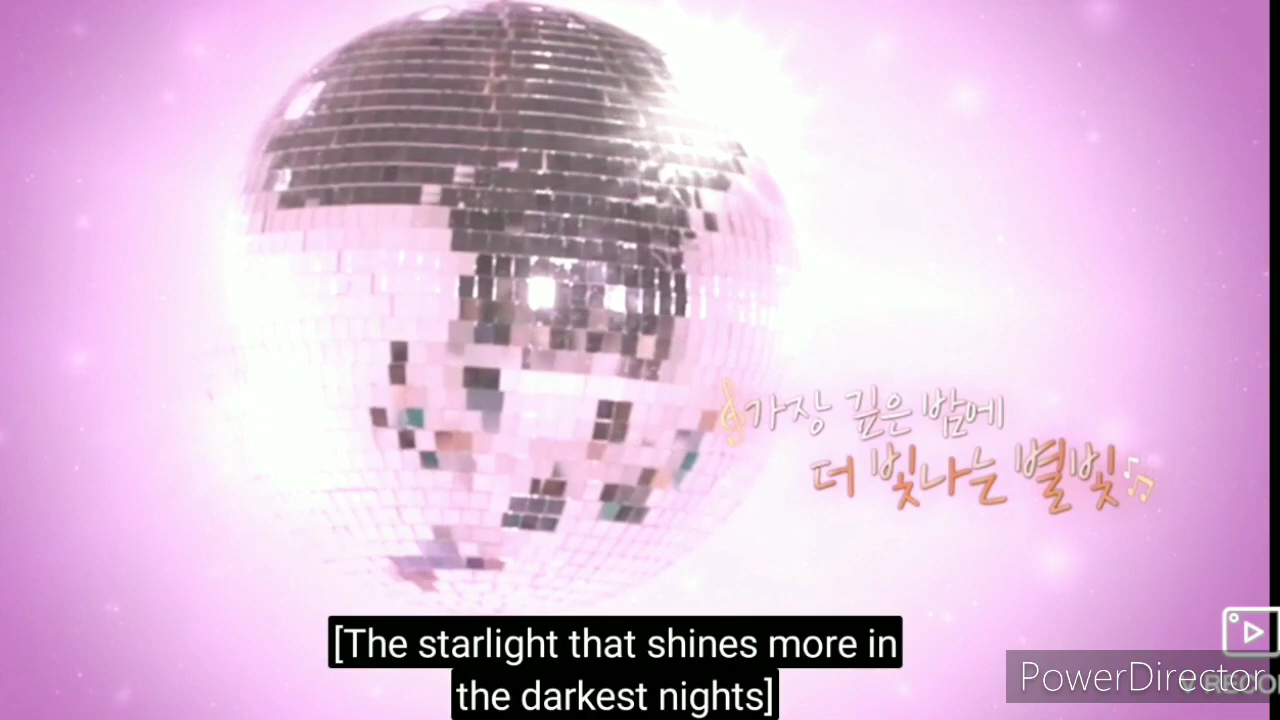 가장 깊은 밤에
더 빛나는 별빛
[The starlight that shines more in
the darkest nights]
PowerDirector